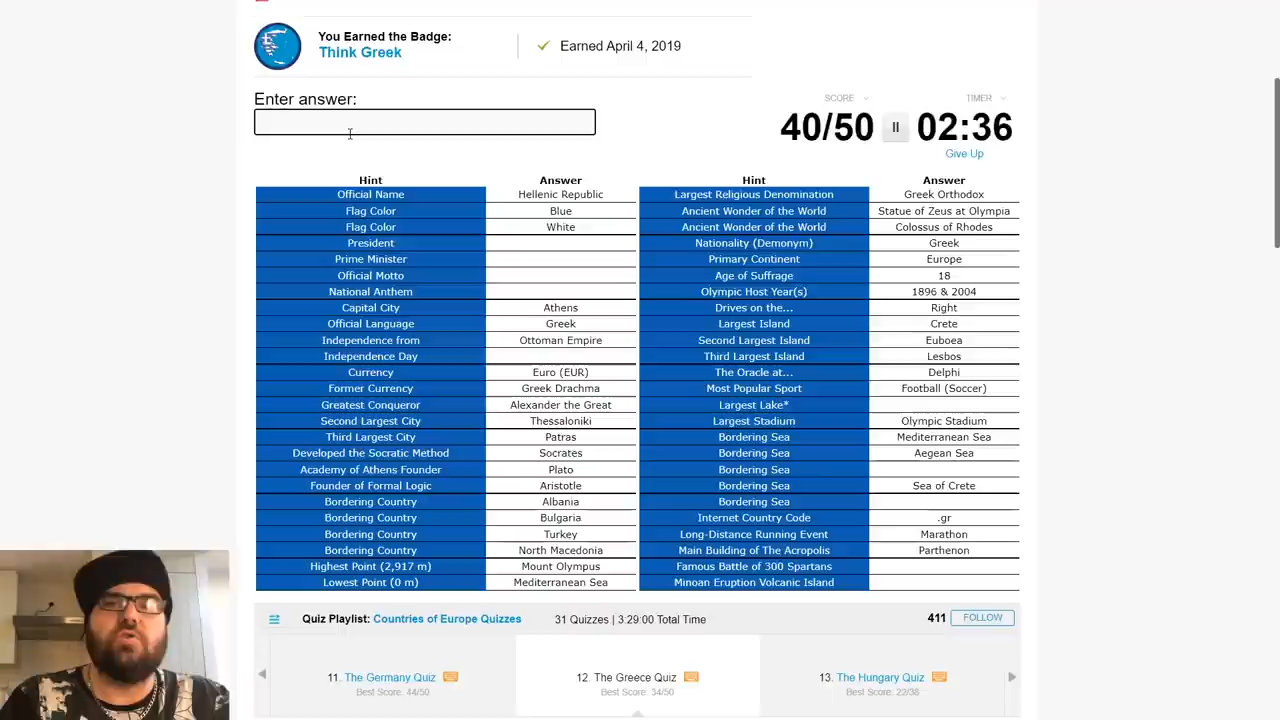 You Earned the Badge:
Think Greek
Earned April 4, 2019
Enter answer:
SCORE
TIMER
40/50
02:36
Give Up
Hint Answer Hint Answer
Official Name Hellenic Republic Largest Religious Denomination Greek Orthodox
Flag Color Blue Ancient Wonder of the World Statue of Zeus at Olympia
Flag Color White Ancient Wonder of the World Colossus of Rhodes
President Nationality (Demonym) Greek
Prime Minister Primary Continent Europe
Official Motto Age of Suffrage 18
National Anthem Olympic Host Year(s) 1896 & 2004
Capital City Athens Drives on the... Right
Official Language Greek Largest Island Crete
Independence from Ottoman Empire Second Largest Island Euboea
Independence Day Third Largest Island Lesbos
Currency Euro (EUR) The Oracle at... Delphi
Former Currency Greek Drachma Most Popular Sport Football (Soccer)
Greatest Conqueror Alexander the Great Largest Lake*
Second Largest City Thessaloniki Largest Stadium Olympic Stadium
Third Largest City Patras Bordering Sea Mediterranean Sea
Developed the Socratic Method Socrates Bordering Sea Aegean Sea
Academy of Athens Founder Plato Bordering Sea
Founder of Formal Logic Aristotle Bordering Sea Sea of Crete
Bordering Country Albania Bordering Sea
Bordering Country Bulgaria Internet Country Code .gr
Bordering Country Turkey Long-Distance Running Event Marathon
Bordering Country North Macedonia Main Building of The Acropolis Parthenon
Highest Point (2,917 m) Mount Olympus Famous Battle of 300 Spartans
Lowest Point (0 m) Mediterranean Sea Minoan Eruption Volcanic Island
Quiz Playlist: Countries of Europe Quizzes 31 Quizzes | 3:29:00 Total Time 411 FOLLOW
11. The Germany Quiz 12. The Greece Quiz 13. The Hungary Quiz
Best Score: 44/50 Best Score: 34/50 Best Score: 22/38